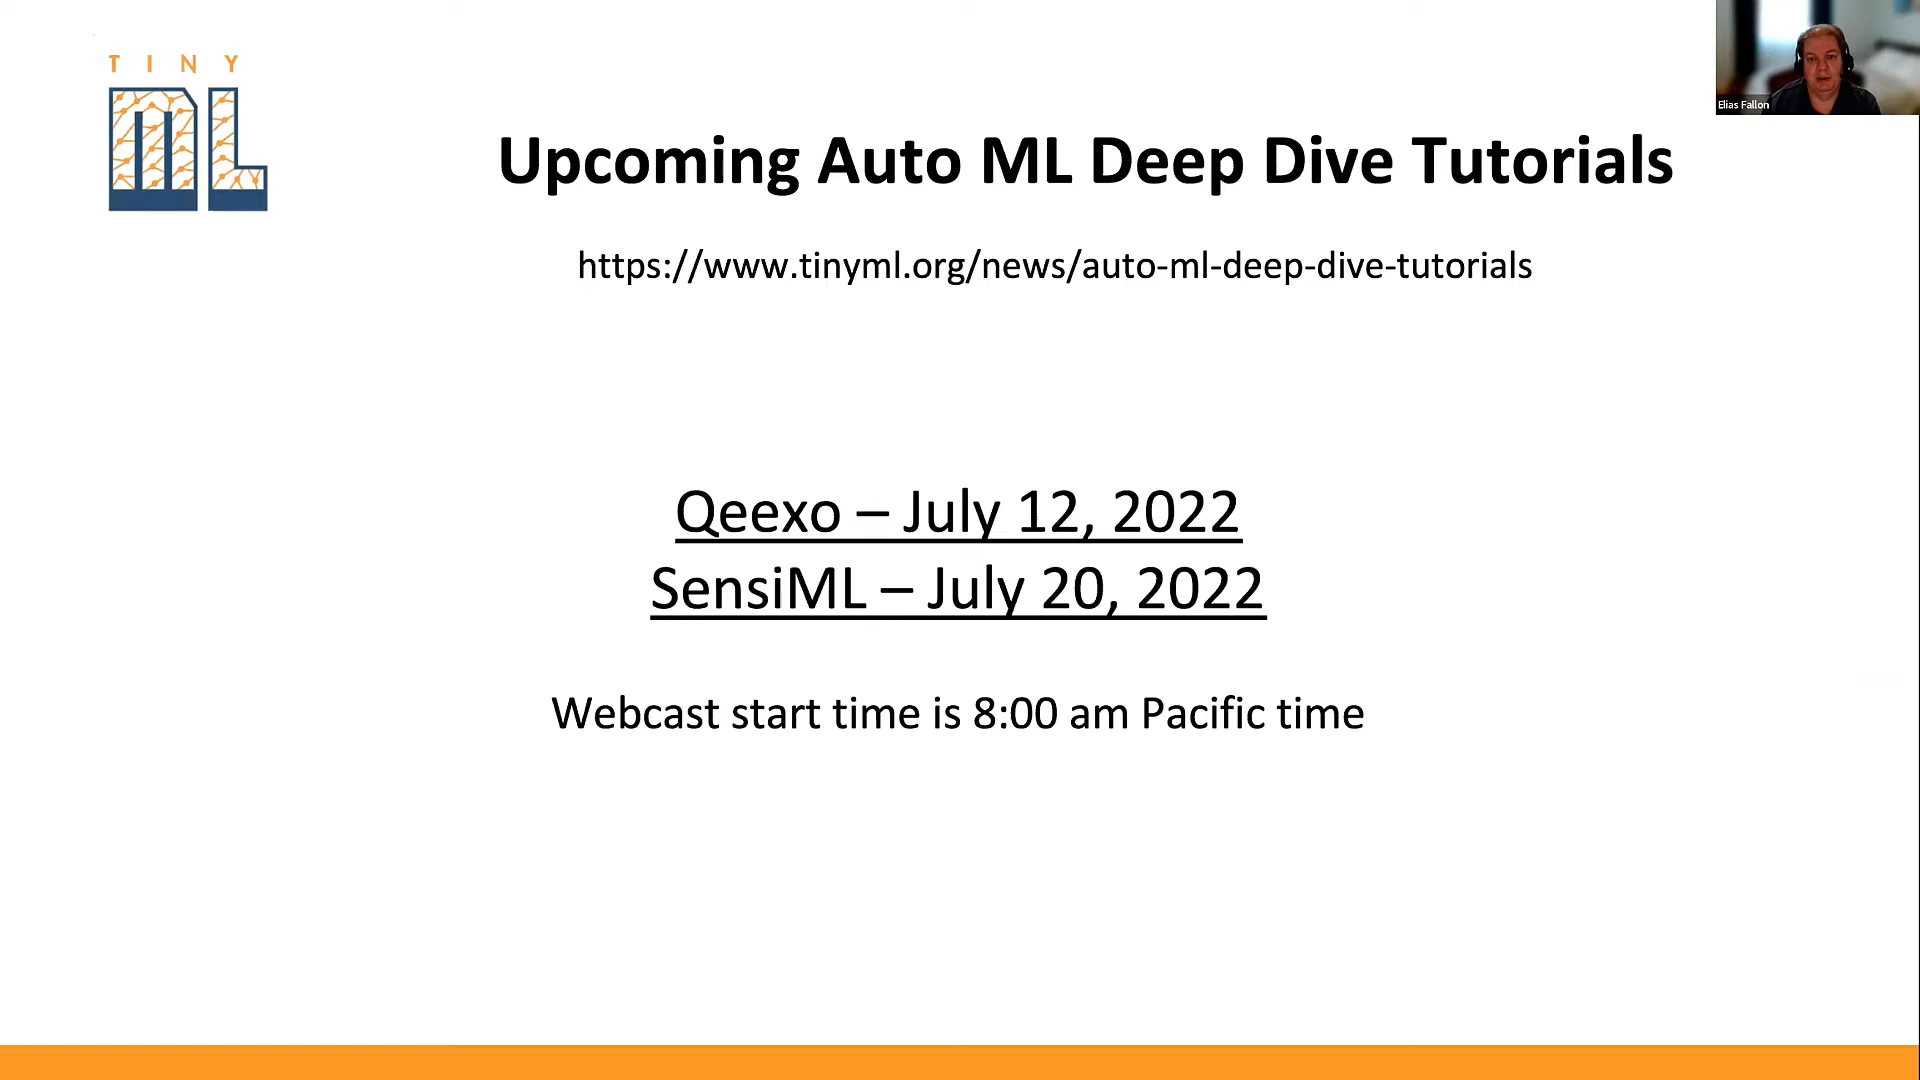 TINY
ML
Elias Fallon
Upcoming Auto ML Deep Dive Tutorials
https://www.tinyml.org/news/auto-ml-deep-dive-tutorials
Qeexo – July 12, 2022
SensiML – July 20, 2022
Webcast start time is 8:00 am Pacific time